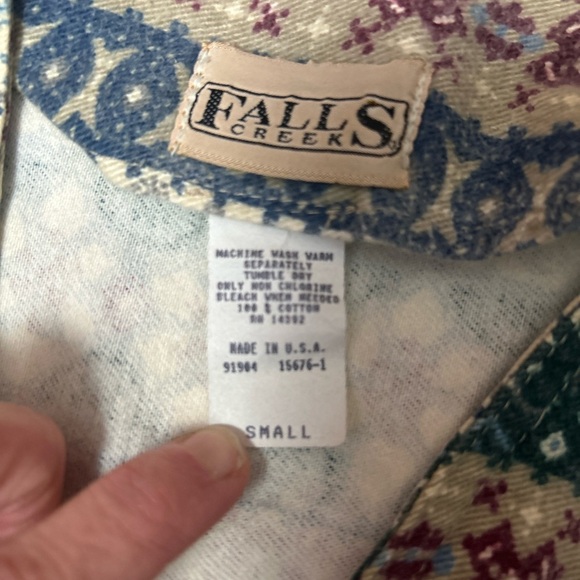 FALLS
CREEK
MACHINE WASH WARM
SEPARATELY
TUMBLE DRY
ONLY NON CHLORINE
BLEACH WHEN NEEDED
100 % COTTON
RN 14392
MADE IN U.S.A.
91904 15676-1
SMALL